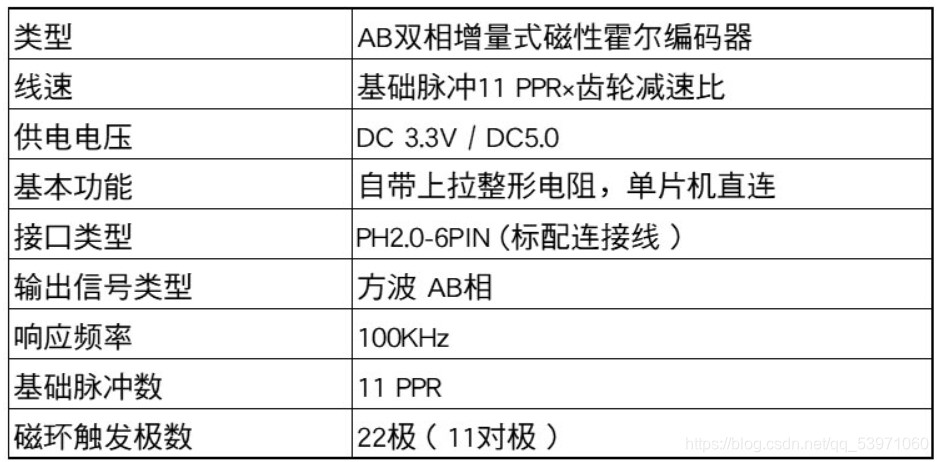 类型 AB双相增量式磁性霍尔编码器
线速 基础脉冲11 PPR×齿轮减速比
供电电压 DC 3.3V / DC5.0
基本功能 自带上拉整形电阻，单片机直连
接口类型 PH2.0-6PIN (标配连接线 )
输出信号类型 方波 AB相
响应频率 100KHz
基础脉冲数 11 PPR
磁环触发极数 22极 ( 11对极 )
https://blog.csdn.net/qq_53971060